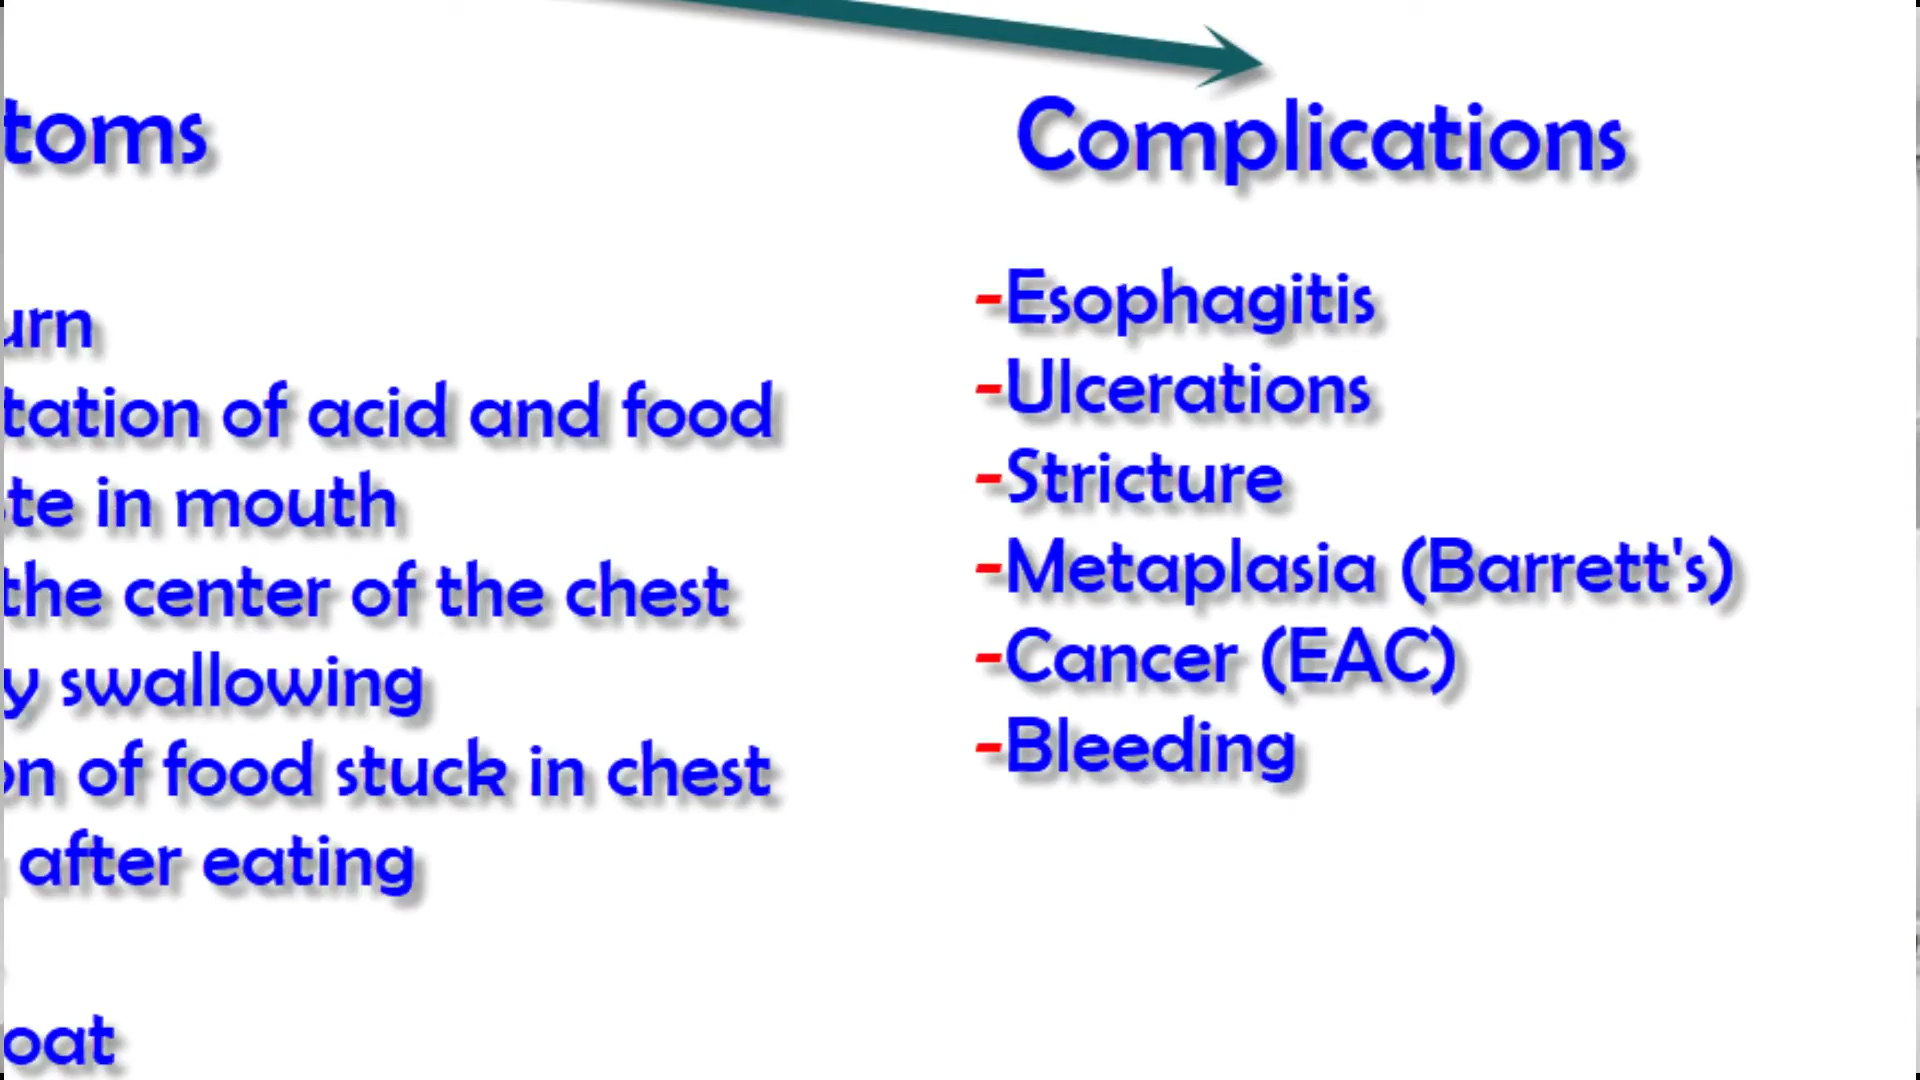 toms
urn
tation of acid and food
te in mouth
the center of the chest
y swallowing
on of food stuck in chest
after eating
oat
Complications
-Esophagitis
-Ulcerations
-Stricture
-Metaplasia (Barrett's)
-Cancer (EAC)
-Bleeding